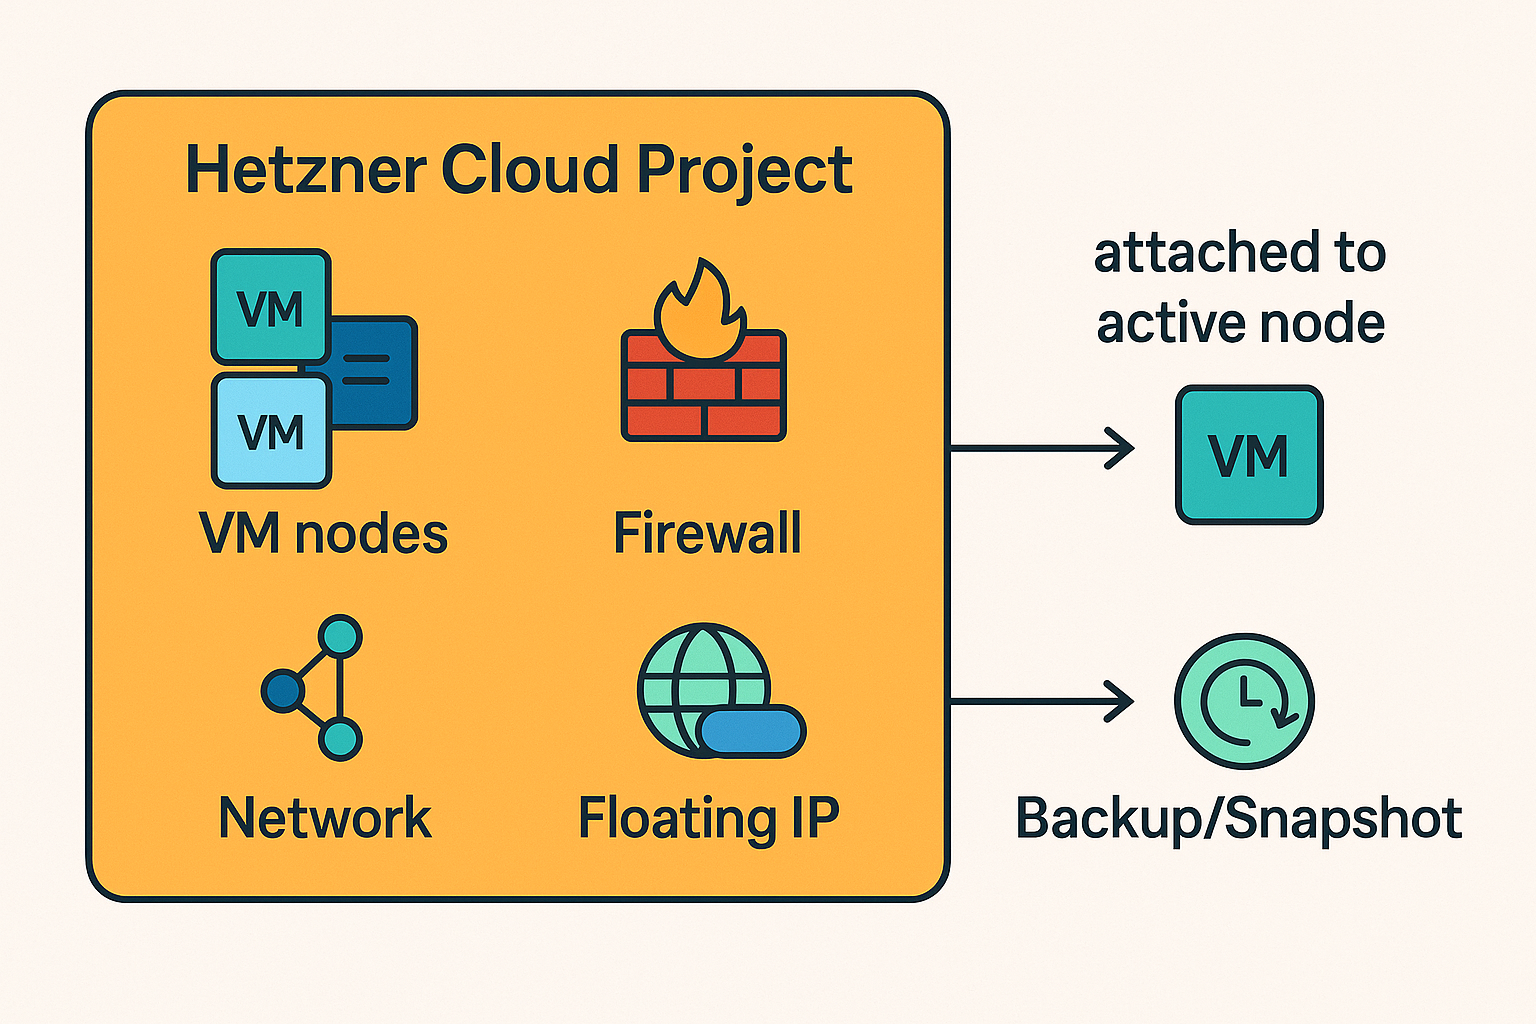 Hetzner Cloud Project
VM
VM
VM nodes
Firewall
Network
Floating IP
attached to
active node
VM
Backup/Snapshot